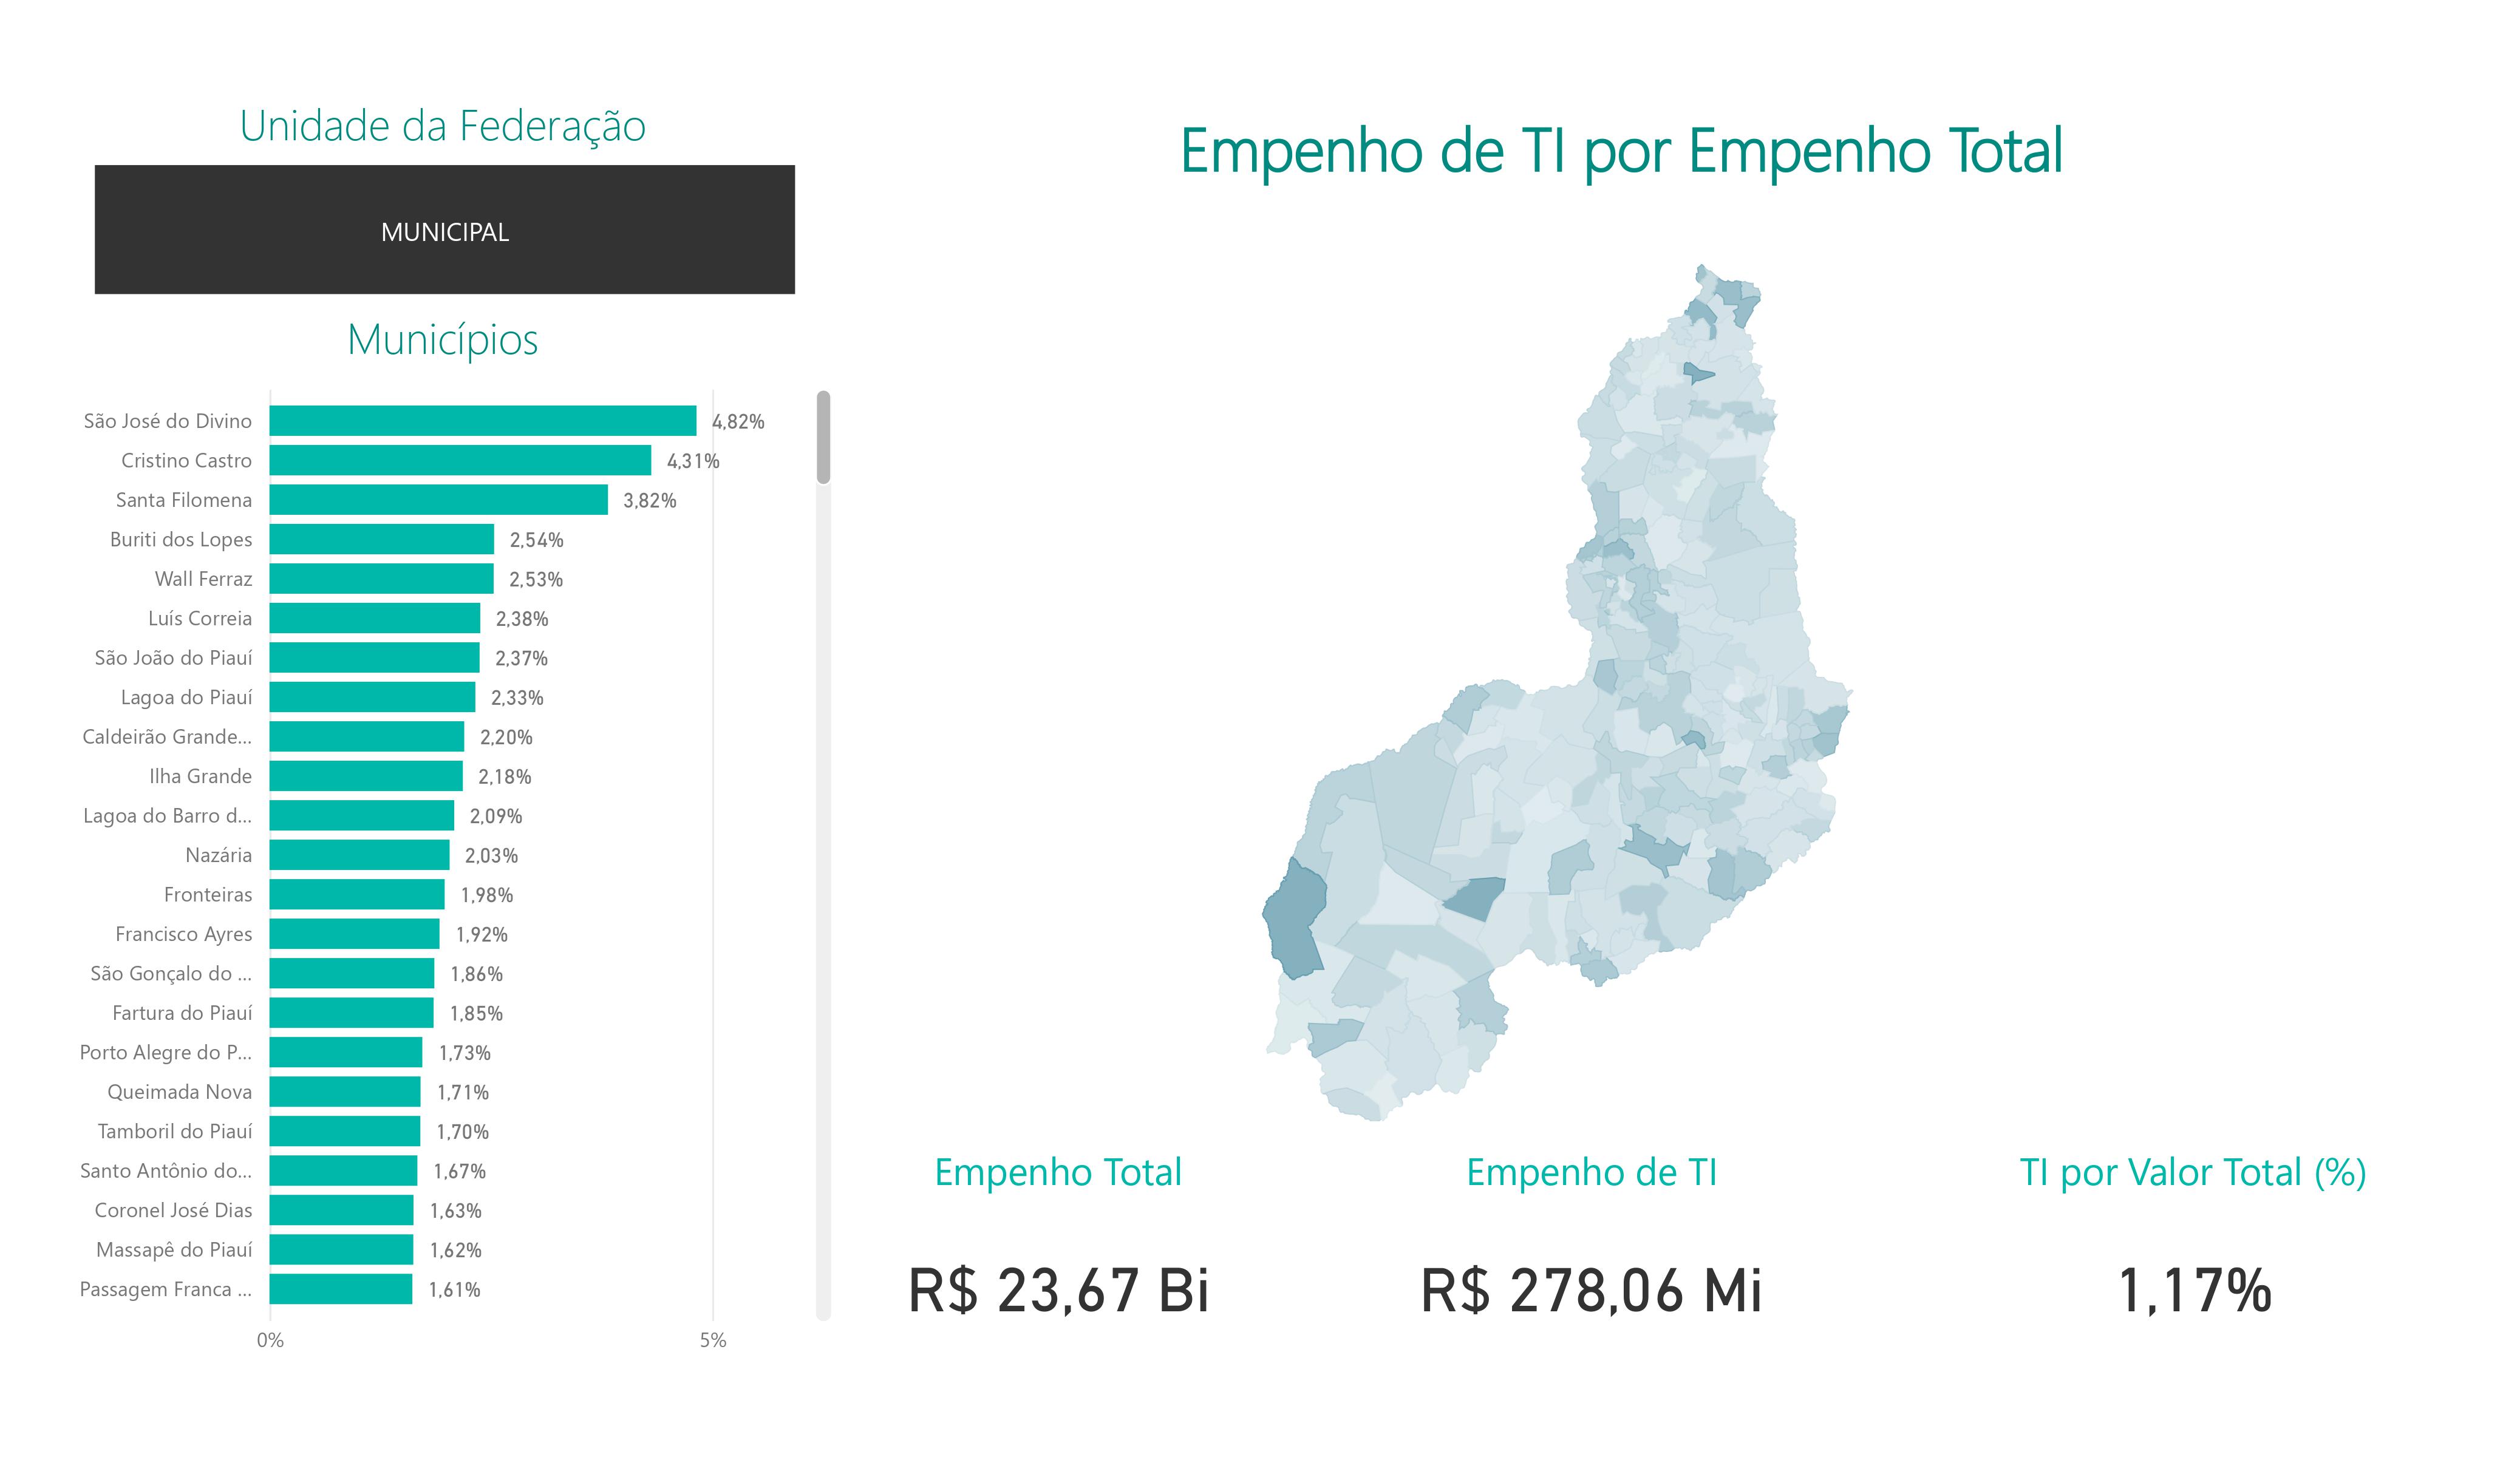 Unidade da Federação
MUNICIPAL
Municípios
São José do Divino 4,82%
Cristino Castro 4,31%
Santa Filomena 3,82%
Buriti dos Lopes 2,54%
Wall Ferraz 2,53%
Luís Correia 2,38%
São João do Piauí 2,37%
Lagoa do Piauí 2,33%
Caldeirão Grande... 2,20%
Ilha Grande 2,18%
Lagoa do Barro d... 2,09%
Nazária 2,03%
Fronteiras 1,98%
Francisco Ayres 1,92%
São Gonçalo do ... 1,86%
Fartura do Piauí 1,85%
Porto Alegre do P... 1,73%
Queimada Nova 1,71%
Tamboril do Piauí 1,70%
Santo Antônio do... 1,67%
Coronel José Dias 1,63%
Massapê do Piauí 1,62%
Passagem Franca ... 1,61%
0% 5%
Empenho de TI por Empenho Total
Empenho Total
R$ 23,67 Bi
Empenho de TI
R$ 278,06 Mi
TI por Valor Total (%)
1,17%